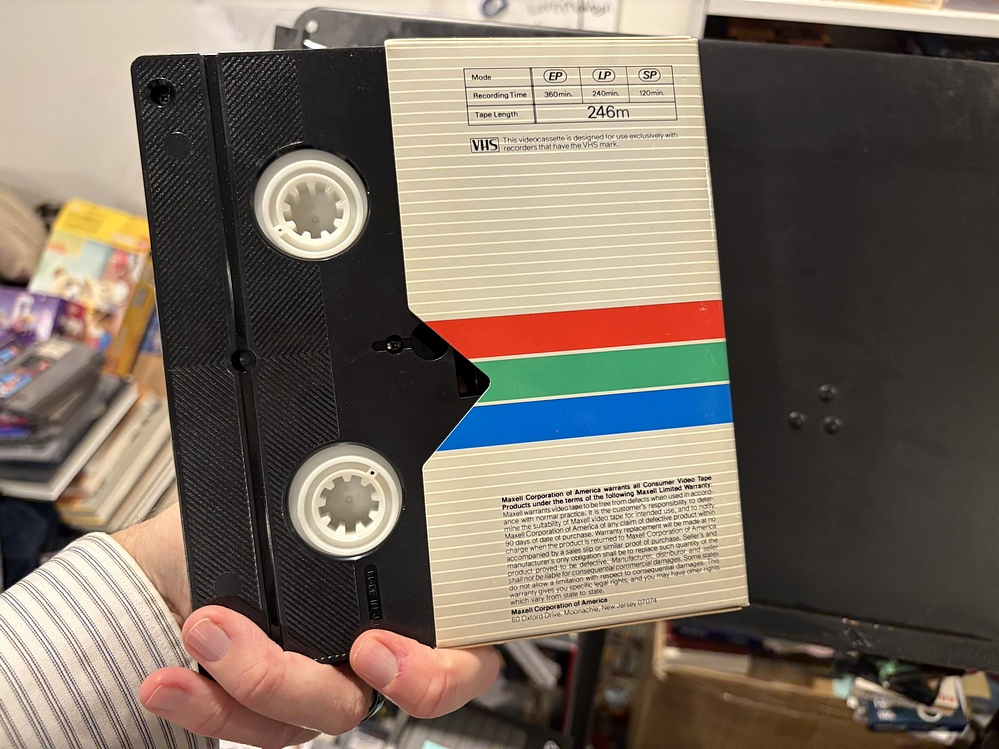 Mode EP LP SP
Recording Time 360min. 240min. 120min.
Tape Length 246m
VHS This videocassette is designed for use exclusively with
recorders that have the VHS mark.
Maxell Corporation of America warrants all Consumer Video Tape
Products under the terms of the following Maxell Limited Warranty:
Maxell warrants video tape to be free from defects when used in accord-
ance with normal practice. It is the customer's responsibility to deter-
mine the suitability of Maxell video tape for intended use, and to notify
Maxell Corporation of America of any claim of defective product within
90 days of date of purchase. Warranty replacement will be made at no
charge when the product is returned to Maxell Corporation of America
accompanied by a sales slip or similar proof of purchase. Seller's and
manufacturer's only obligation shall be to replace such quantity of the
product proved to be defective. Manufacturer, distributor and seller
shall not be liable for consequential commercial damages. Some states
do not allow a limitation with respect to consequential damages. This
warranty gives you specific legal rights, and you may have other rights
which vary from state to state.
Maxell Corporation of America
60 Oxford Drive, Moonachie, New Jersey 07074
MADE IN